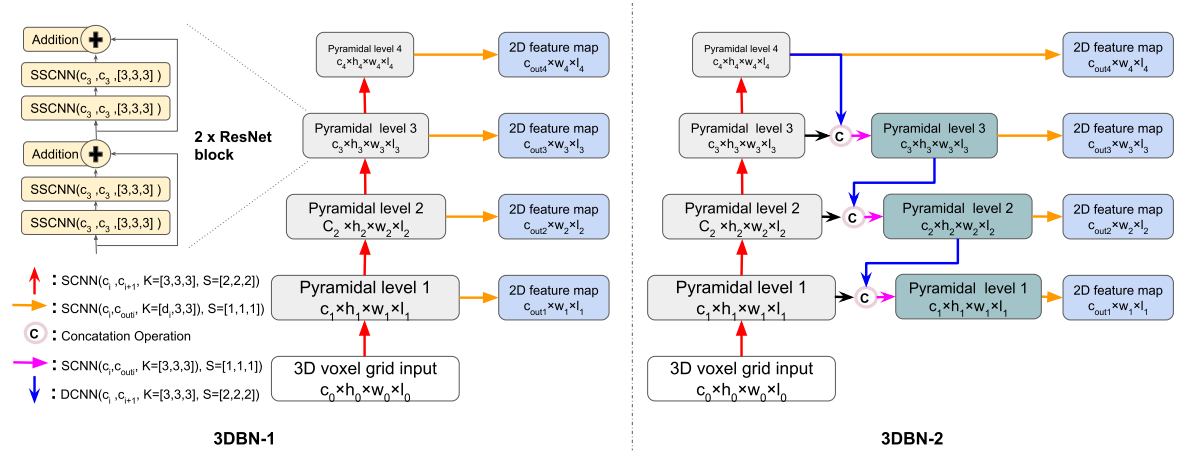 Addition
SSCNN(c3 ,c3 ,[3,3,3] )
SSCNN(c3 ,c3 ,[3,3,3] )
Addition
SSCNN(c3 ,c3 ,[3,3,3] )
SSCNN(c3 ,c3 ,[3,3,3] )
2 x ResNet
block
: SCNN(ci ,ci+1, K=[3,3,3], S=[2,2,2])
: SCNN(ci,couti, K=[di,3,3]), S=[1,1,1])
C : Concatation Operation
: SCNN(ci,couti, K=[3,3,3]), S=[1,1,1])
: DCNN(ci ,ci+1, K=[3,3,3], S=[2,2,2])
Pyramidal level 4
c4×h4×w4×l4
2D feature map
cout4×w4×l4
Pyramidal level 3
c3×h3×w3×l3
2D feature map
cout3×w3×l3
Pyramidal level 2
C2 ×h2×w2×l2
2D feature map
cout2×w2×l2
Pyramidal level 1
c1×h1×w1×l1
2D feature map
cout1×w1×l1
3D voxel grid input
c0×h0×w0×l0
3DBN-1
Pyramidal level 4
c4×h4×w4×l4
2D feature map
cout4×w4×l4
Pyramidal level 3
c3×h3×w3×l3
C
Pyramidal level 3
c3×h3×w3×l3
2D feature map
cout3×w3×l3
Pyramidal level 2
C2 ×h2×w2×l2
C
Pyramidal level 2
c2×h2×w2×l2
2D feature map
cout2×w2×l2
Pyramidal level 1
c1×h1×w1×l1
C
Pyramidal level 1
c1×h1×w1×l1
2D feature map
cout1×w1×l1
3D voxel grid input
c0×h0×w0×l0
3DBN-2